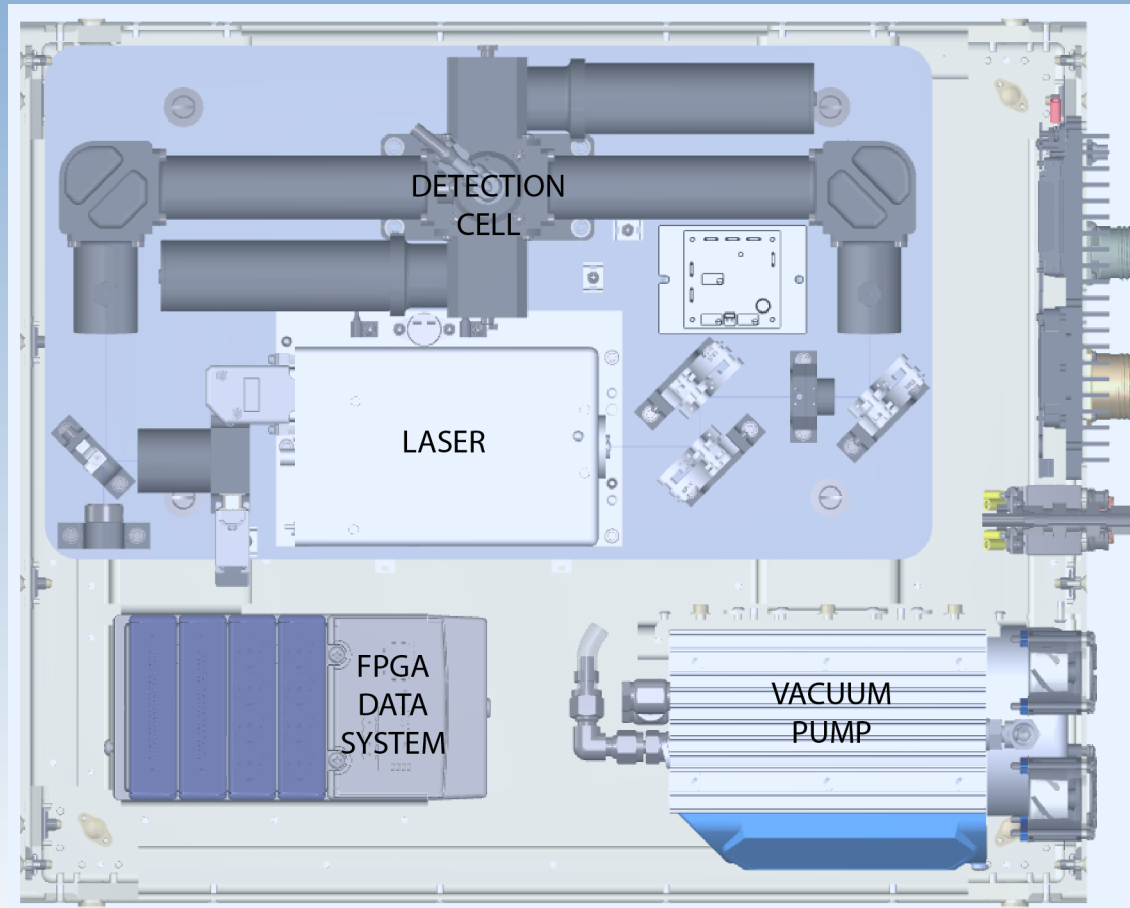 DETECTION
CELL
LASER
FPGA
DATA
SYSTEM
VACUUM
PUMP